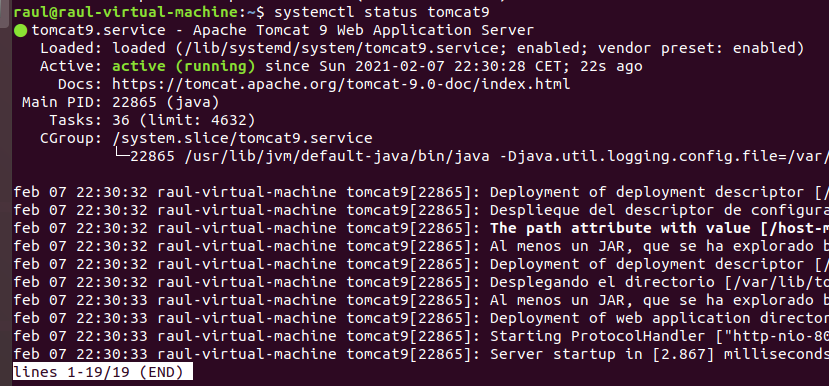 raul@raul-virtual-machine:~$ systemctl status tomcat9
● tomcat9.service - Apache Tomcat 9 Web Application Server
Loaded: loaded (/lib/systemd/system/tomcat9.service; enabled; vendor preset: enabled)
Active: active (running) since Sun 2021-02-07 22:30:28 CET; 22s ago
Docs: https://tomcat.apache.org/tomcat-9.0-doc/index.html
Main PID: 22865 (java)
Tasks: 36 (limit: 4632)
CGroup: /system.slice/tomcat9.service
└─22865 /usr/lib/jvm/default-java/bin/java -Djava.util.logging.config.file=/var/
feb 07 22:30:32 raul-virtual-machine tomcat9[22865]: Deployment of deployment descriptor [/
feb 07 22:30:32 raul-virtual-machine tomcat9[22865]: Desplieque del descriptor de configura
feb 07 22:30:32 raul-virtual-machine tomcat9[22865]: The path attribute with value [/host-m
feb 07 22:30:32 raul-virtual-machine tomcat9[22865]: Al menos un JAR, que se ha explorado b
feb 07 22:30:32 raul-virtual-machine tomcat9[22865]: Deployment of deployment descriptor [/
feb 07 22:30:32 raul-virtual-machine tomcat9[22865]: Desplegando el directorio [/var/lib/to
feb 07 22:30:33 raul-virtual-machine tomcat9[22865]: Al menos un JAR, que se ha explorado b
feb 07 22:30:33 raul-virtual-machine tomcat9[22865]: Deployment of web application director
feb 07 22:30:33 raul-virtual-machine tomcat9[22865]: Starting ProtocolHandler ["http-nio-80
feb 07 22:30:33 raul-virtual-machine tomcat9[22865]: Server startup in [2.867] milliseconds
lines 1-19/19 (END)